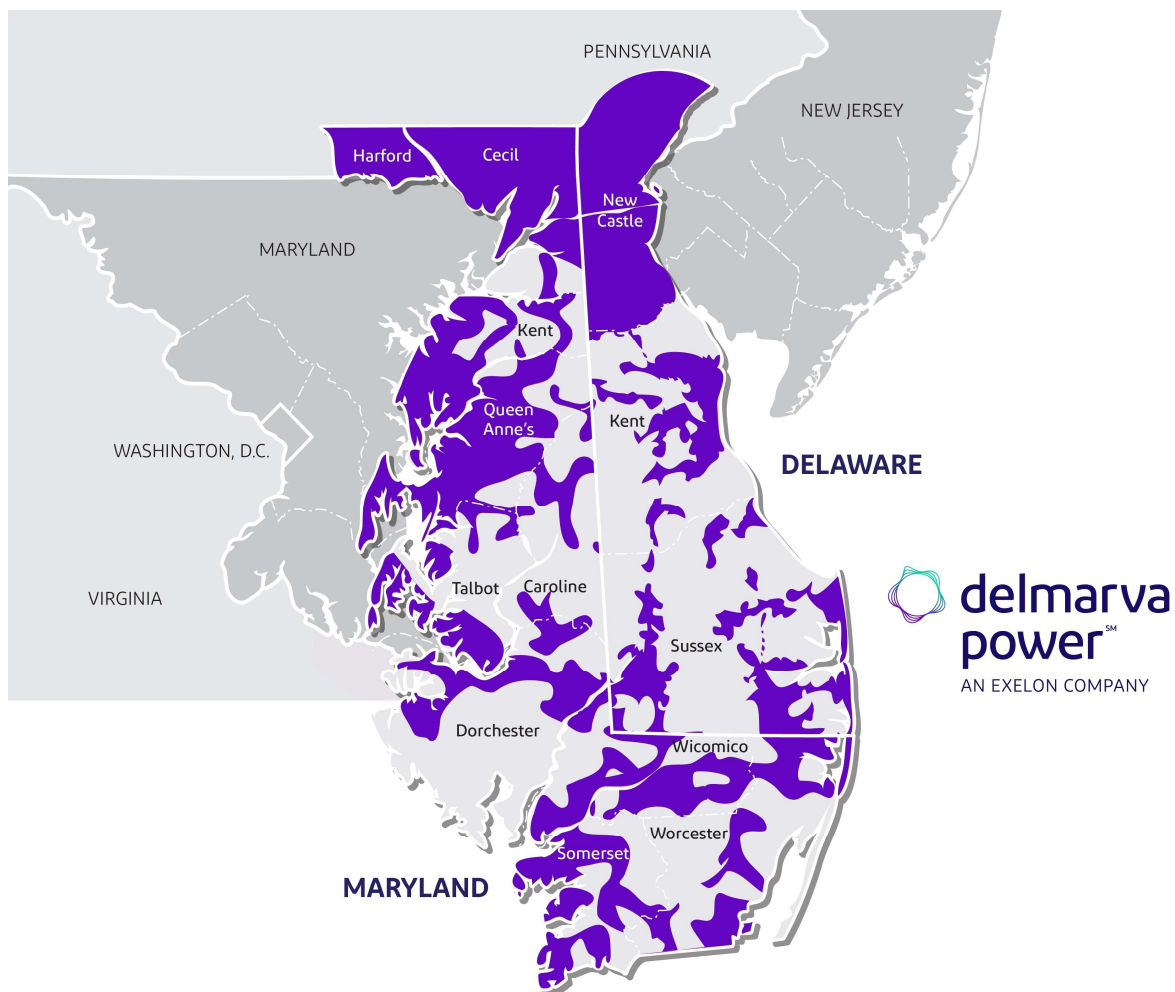 PENNSYLVANIA
NEW JERSEY
Harford
Cecil
New
Castle
MARYLAND
Kent
Queen
Anne's
Kent
WASHINGTON, D.C.
DELAWARE
VIRGINIA
Talbot
Caroline
delmarva
power℠
AN EXELON COMPANY
Sussex
Dorchester
Wicomico
Worcester
Somerset
MARYLAND